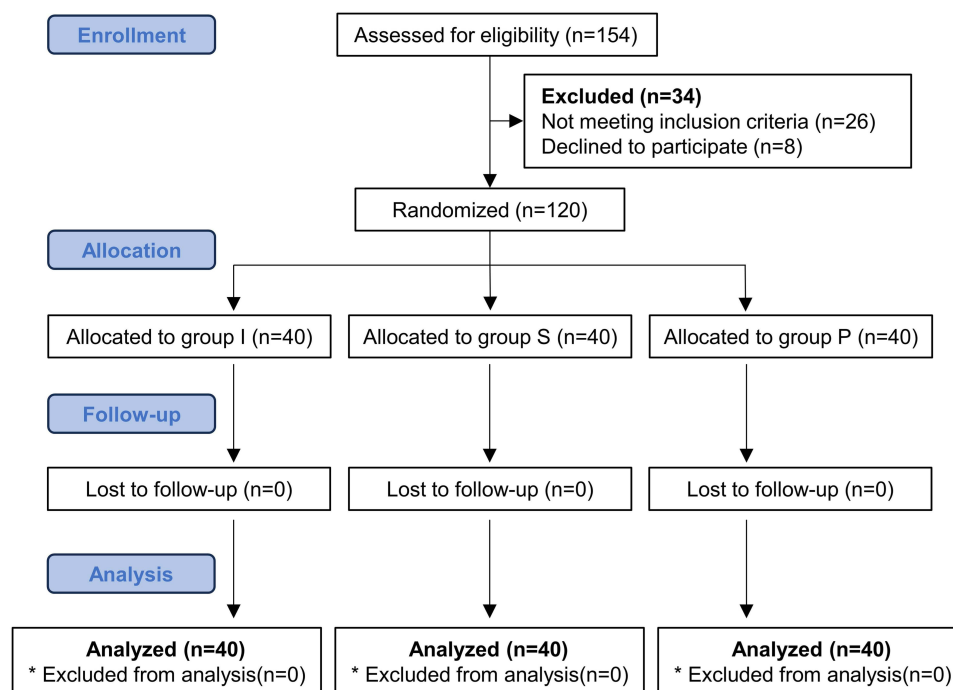 Enrollment
Assessed for eligibility (n=154)
Excluded (n=34)
Not meeting inclusion criteria (n=26)
Declined to participate (n=8)
Randomized (n=120)
Allocation
Allocated to group I (n=40)
Allocated to group S (n=40)
Allocated to group P (n=40)
Follow-up
Lost to follow-up (n=0)
Lost to follow-up (n=0)
Lost to follow-up (n=0)
Analysis
Analyzed (n=40)
* Excluded from analysis(n=0)
Analyzed (n=40)
* Excluded from analysis(n=0)
Analyzed (n=40)
* Excluded from analysis(n=0)